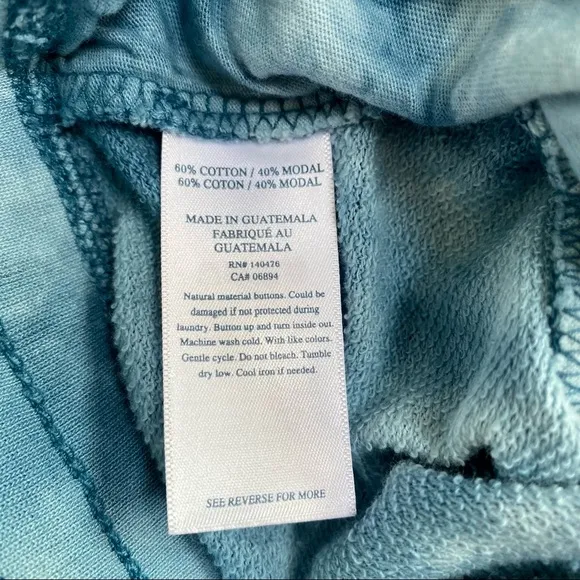 60% COTTON / 40% MODAL
60% COTON / 40% MODAL
MADE IN GUATEMALA
FABRIQUÉ AU
GUATEMALA
RN# 140476
CA# 06894
Natural material buttons. Could be
damaged if not protected during
laundry. Button up and turn inside out.
Machine wash cold. With like colors.
Gentle cycle. Do not bleach. Tumble
dry low. Cool iron if needed.
SEE REVERSE FOR MORE